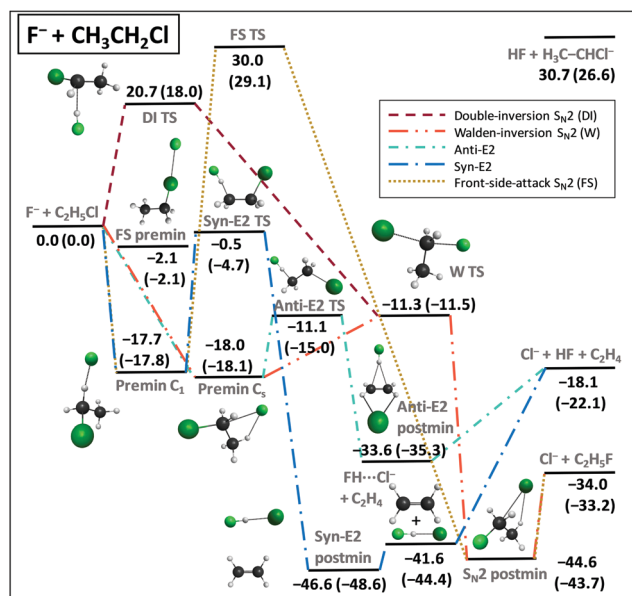 F⁻ + CH₃CH₂Cl
FS TS
30.0
(29.1)
HF + H₃C–CHCl⁻
30.7 (26.6)
20.7 (18.0)
DI TS
Double-inversion Sₙ2 (DI)
Walden-inversion Sₙ2 (W)
Anti-E2
Syn-E2
Front-side-attack Sₙ2 (FS)
F⁻ + C₂H₅Cl
0.0 (0.0)
FS premin
−2.1
(−2.1)
Syn-E2 TS
−0.5
(−4.7)
W TS
−11.3 (−11.5)
Anti-E2 TS
−11.1
(−15.0)
−17.7
(−17.8)
Premin C₁
−18.0
(−18.1)
Premin Cₛ
Cl⁻ + HF + C₂H₄
−18.1
(−22.1)
Anti-E2
postmin
−33.6 (−35.3)
FH···Cl⁻
+ C₂H₄
+
Cl⁻ + C₂H₅F
−34.0
(−33.2)
Syn-E2
postmin
−46.6 (−48.6)
−41.6
(−44.4)
Sₙ2 postmin
−44.6
(−43.7)